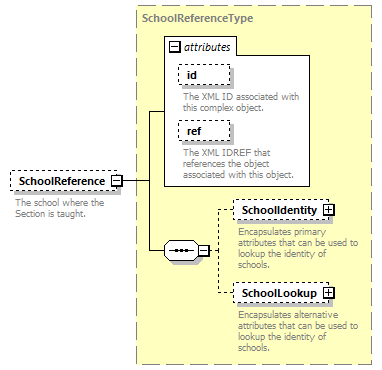 SchoolReferenceType
attributes
id
The XML ID associated with
this complex object.
ref
The XML IDREF that
references the object
associated with this object.
SchoolReference
The school where the
Section is taught.
SchoolIdentity
Encapsulates primary
attributes that can be used to
lookup the identity of
schools.
SchoolLookup
Encapsulates alternative
attributes that can be used to
lookup the identity of
schools.